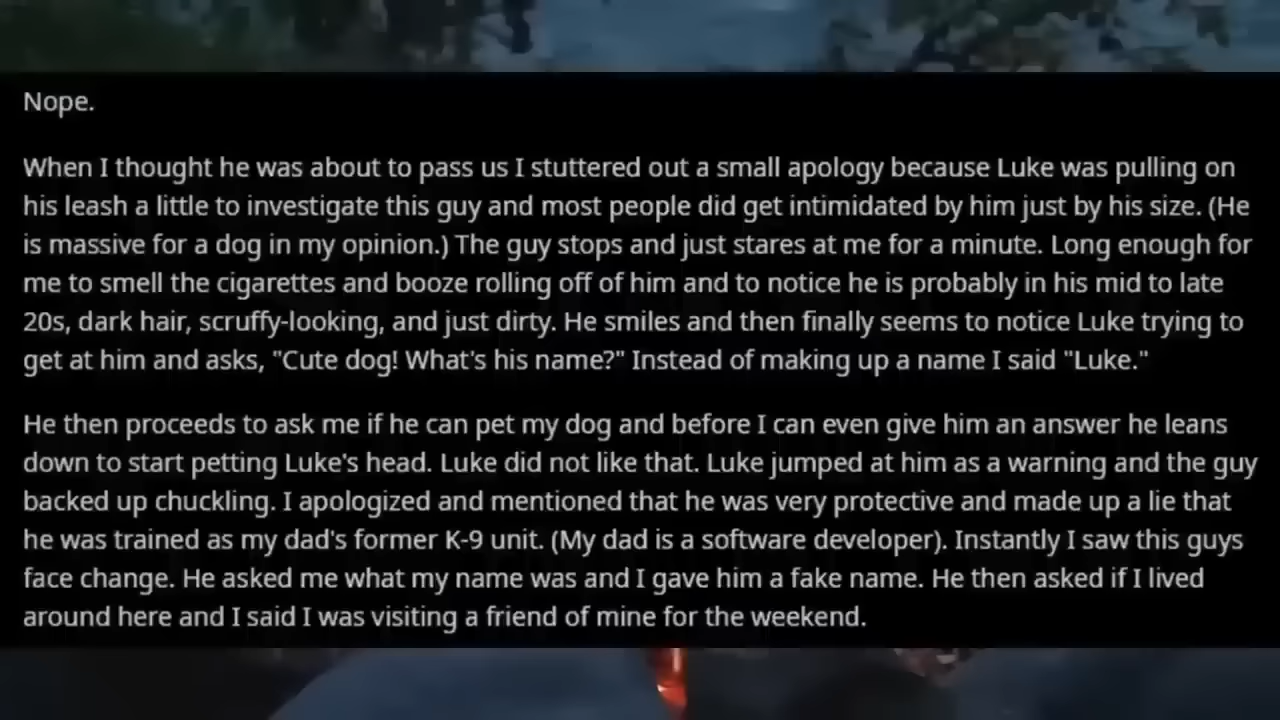 Nope.
When I thought he was about to pass us I stuttered out a small apology because Luke was pulling on
his leash a little to investigate this guy and most people did get intimidated by him just by his size. (He
is massive for a dog in my opinion.) The guy stops and just stares at me for a minute. Long enough for
me to smell the cigarettes and booze rolling off of him and to notice he is probably in his mid to late
20s, dark hair, scruffy-looking, and just dirty. He smiles and then finally seems to notice Luke trying to
get at him and asks, "Cute dog! What's his name?" Instead of making up a name I said "Luke."
He then proceeds to ask me if he can pet my dog and before I can even give him an answer he leans
down to start petting Luke's head. Luke did not like that. Luke jumped at him as a warning and the guy
backed up chuckling. I apologized and mentioned that he was very protective and made up a lie that
he was trained as my dad's former K-9 unit. (My dad is a software developer). Instantly I saw this guys
face change. He asked me what my name was and I gave him a fake name. He then asked if I lived
around here and I said I was visiting a friend of mine for the weekend.